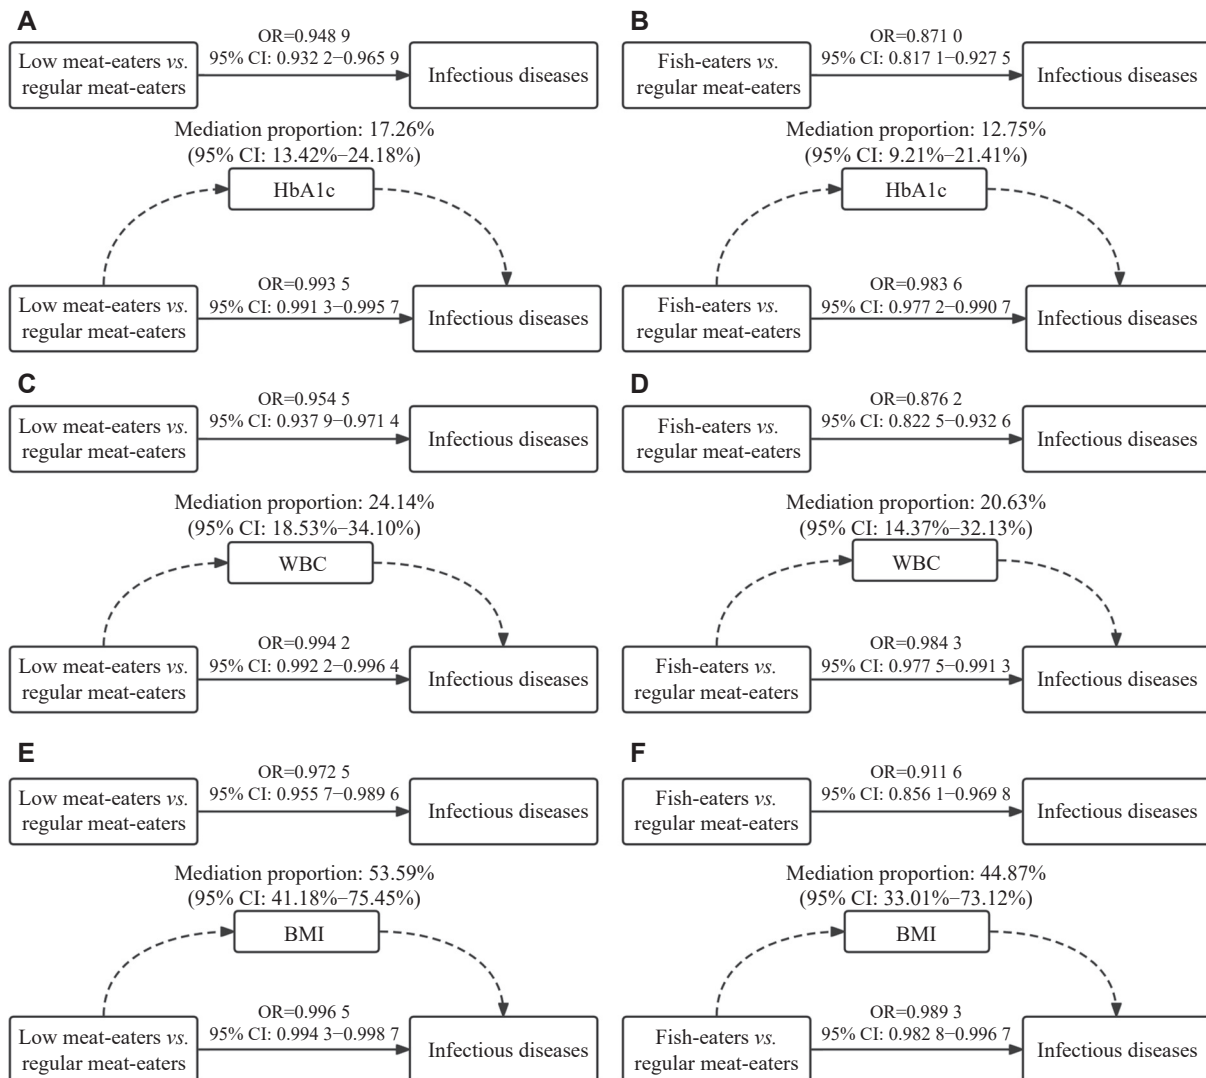 A
Low meat-eaters vs.
regular meat-eaters
OR=0.948 9
95% CI: 0.932 2−0.965 9
Infectious diseases
Mediation proportion: 17.26%
(95% CI: 13.42%−24.18%)
HbA1c
Low meat-eaters vs.
regular meat-eaters
OR=0.993 5
95% CI: 0.991 3−0.995 7
Infectious diseases
B
Fish-eaters vs.
regular meat-eaters
OR=0.871 0
95% CI: 0.817 1−0.927 5
Infectious diseases
Mediation proportion: 12.75%
(95% CI: 9.21%−21.41%)
HbA1c
Fish-eaters vs.
regular meat-eaters
OR=0.983 6
95% CI: 0.977 2−0.990 7
Infectious diseases
C
Low meat-eaters vs.
regular meat-eaters
OR=0.954 5
95% CI: 0.937 9−0.971 4
Infectious diseases
Mediation proportion: 24.14%
(95% CI: 18.53%−34.10%)
WBC
Low meat-eaters vs.
regular meat-eaters
OR=0.994 2
95% CI: 0.992 2−0.996 4
Infectious diseases
D
Fish-eaters vs.
regular meat-eaters
OR=0.876 2
95% CI: 0.822 5−0.932 6
Infectious diseases
Mediation proportion: 20.63%
(95% CI: 14.37%−32.13%)
WBC
Fish-eaters vs.
regular meat-eaters
OR=0.984 3
95% CI: 0.977 5−0.991 3
Infectious diseases
E
Low meat-eaters vs.
regular meat-eaters
OR=0.972 5
95% CI: 0.955 7−0.989 6
Infectious diseases
Mediation proportion: 53.59%
(95% CI: 41.18%−75.45%)
BMI
Low meat-eaters vs.
regular meat-eaters
OR=0.996 5
95% CI: 0.994 3−0.998 7
Infectious diseases
F
Fish-eaters vs.
regular meat-eaters
OR=0.911 6
95% CI: 0.856 1−0.969 8
Infectious diseases
Mediation proportion: 44.87%
(95% CI: 33.01%−73.12%)
BMI
Fish-eaters vs.
regular meat-eaters
OR=0.989 3
95% CI: 0.982 8−0.996 7
Infectious diseases